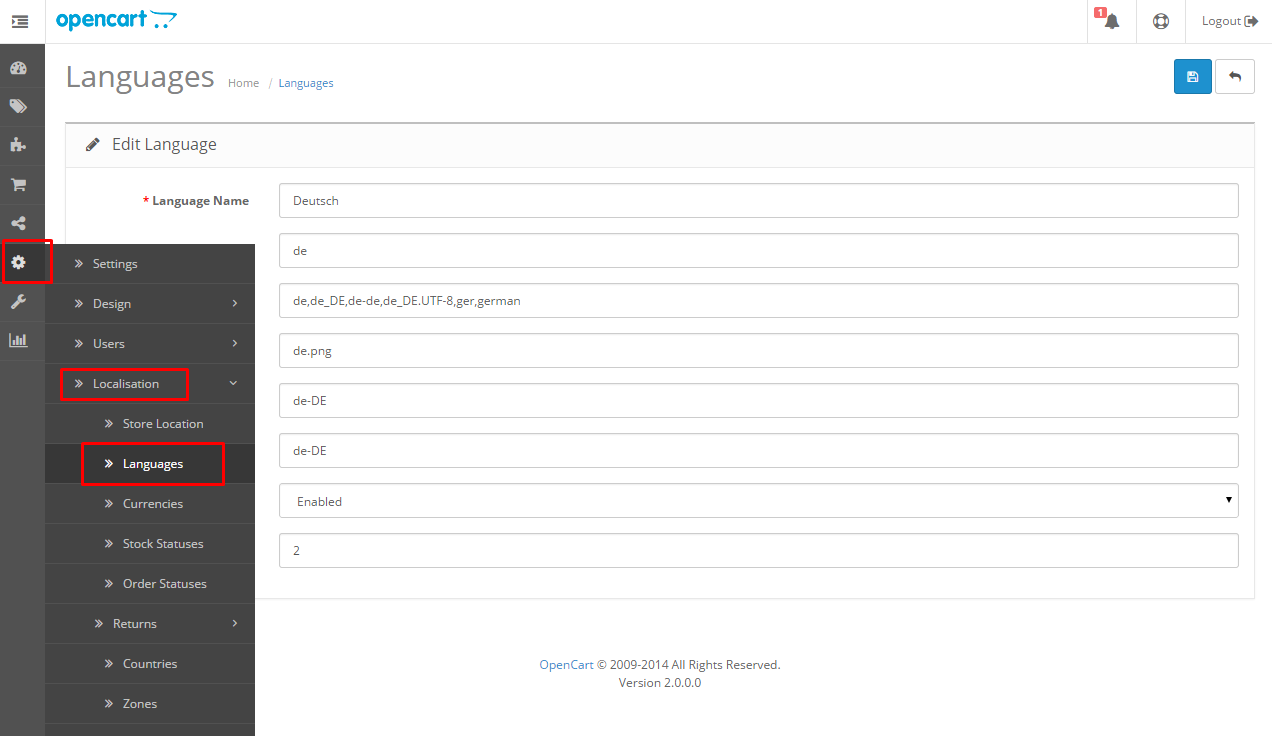 opencart
1
Logout
Languages
Home / Languages
Edit Language
* Language Name
Deutsch
de
de,de_DE,de-de,de_DE.UTF-8,ger,german
de.png
de-DE
de-DE
Enabled
2
Settings
Design
Users
Localisation
Store Location
Languages
Currencies
Stock Statuses
Order Statuses
Returns
Countries
Zones
OpenCart © 2009-2014 All Rights Reserved.
Version 2.0.0.0